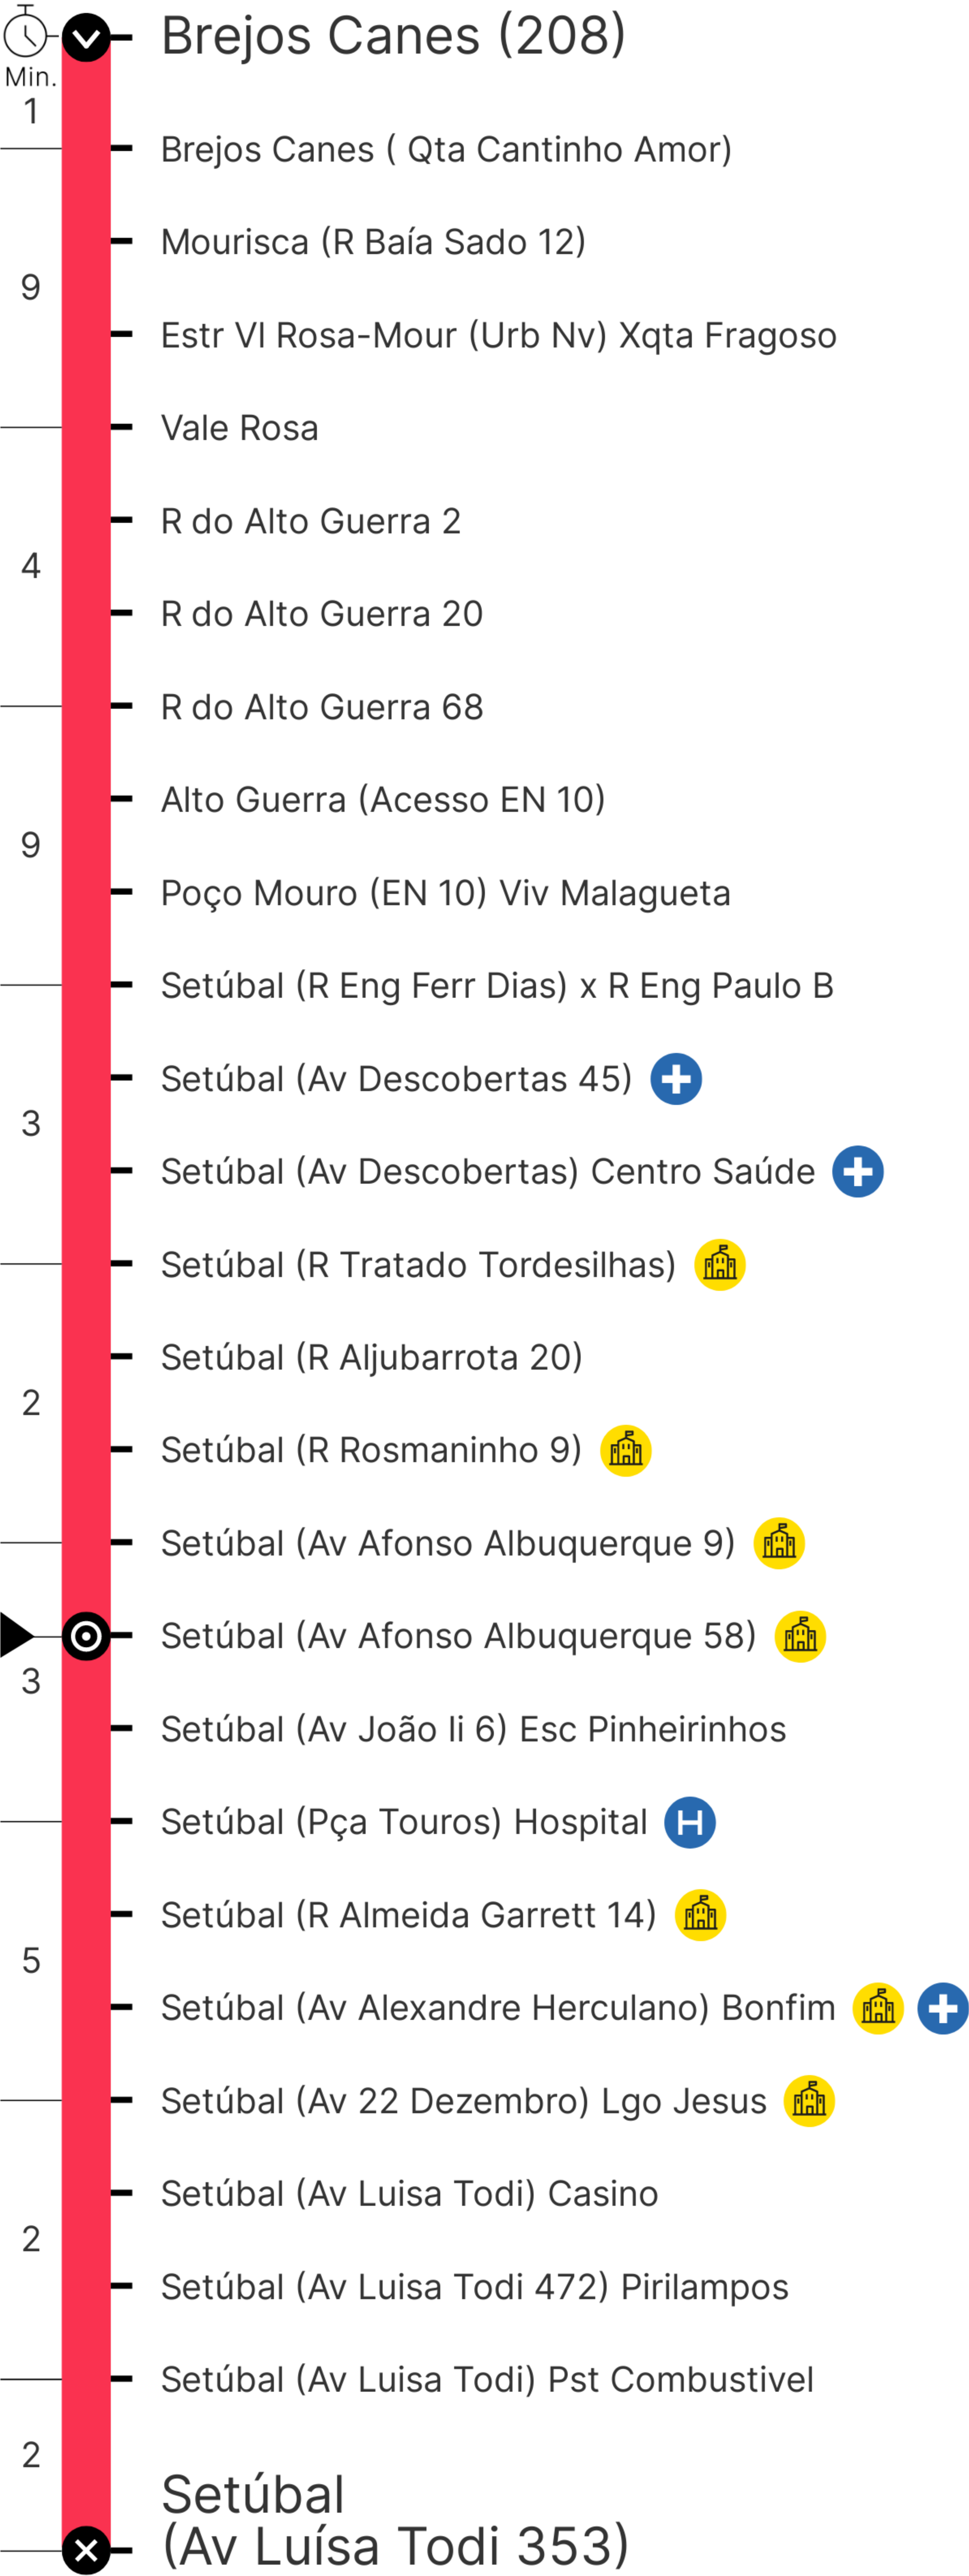 Brejos Canes (208)
Min.
1
Brejos Canes ( Qta Cantinho Amor)
Mourisca (R Baía Sado 12)
9
Estr Vl Rosa-Mour (Urb Nv) Xqta Fragoso
Vale Rosa
R do Alto Guerra 2
4
R do Alto Guerra 20
R do Alto Guerra 68
Alto Guerra (Acesso EN 10)
9
Poço Mouro (EN 10) Viv Malagueta
Setúbal (R Eng Ferr Dias) x R Eng Paulo B
Setúbal (Av Descobertas 45)
3
Setúbal (Av Descobertas) Centro Saúde
Setúbal (R Tratado Tordesilhas)
Setúbal (R Aljubarrota 20)
2
Setúbal (R Rosmaninho 9)
Setúbal (Av Afonso Albuquerque 9)
Setúbal (Av Afonso Albuquerque 58)
3
Setúbal (Av João Ii 6) Esc Pinheirinhos
Setúbal (Pça Touros) Hospital H
Setúbal (R Almeida Garrett 14)
5
Setúbal (Av Alexandre Herculano) Bonfim
Setúbal (Av 22 Dezembro) Lgo Jesus
Setúbal (Av Luisa Todi) Casino
2
Setúbal (Av Luisa Todi 472) Pirilampos
Setúbal (Av Luisa Todi) Pst Combustivel
2
Setúbal
(Av Luísa Todi 353)